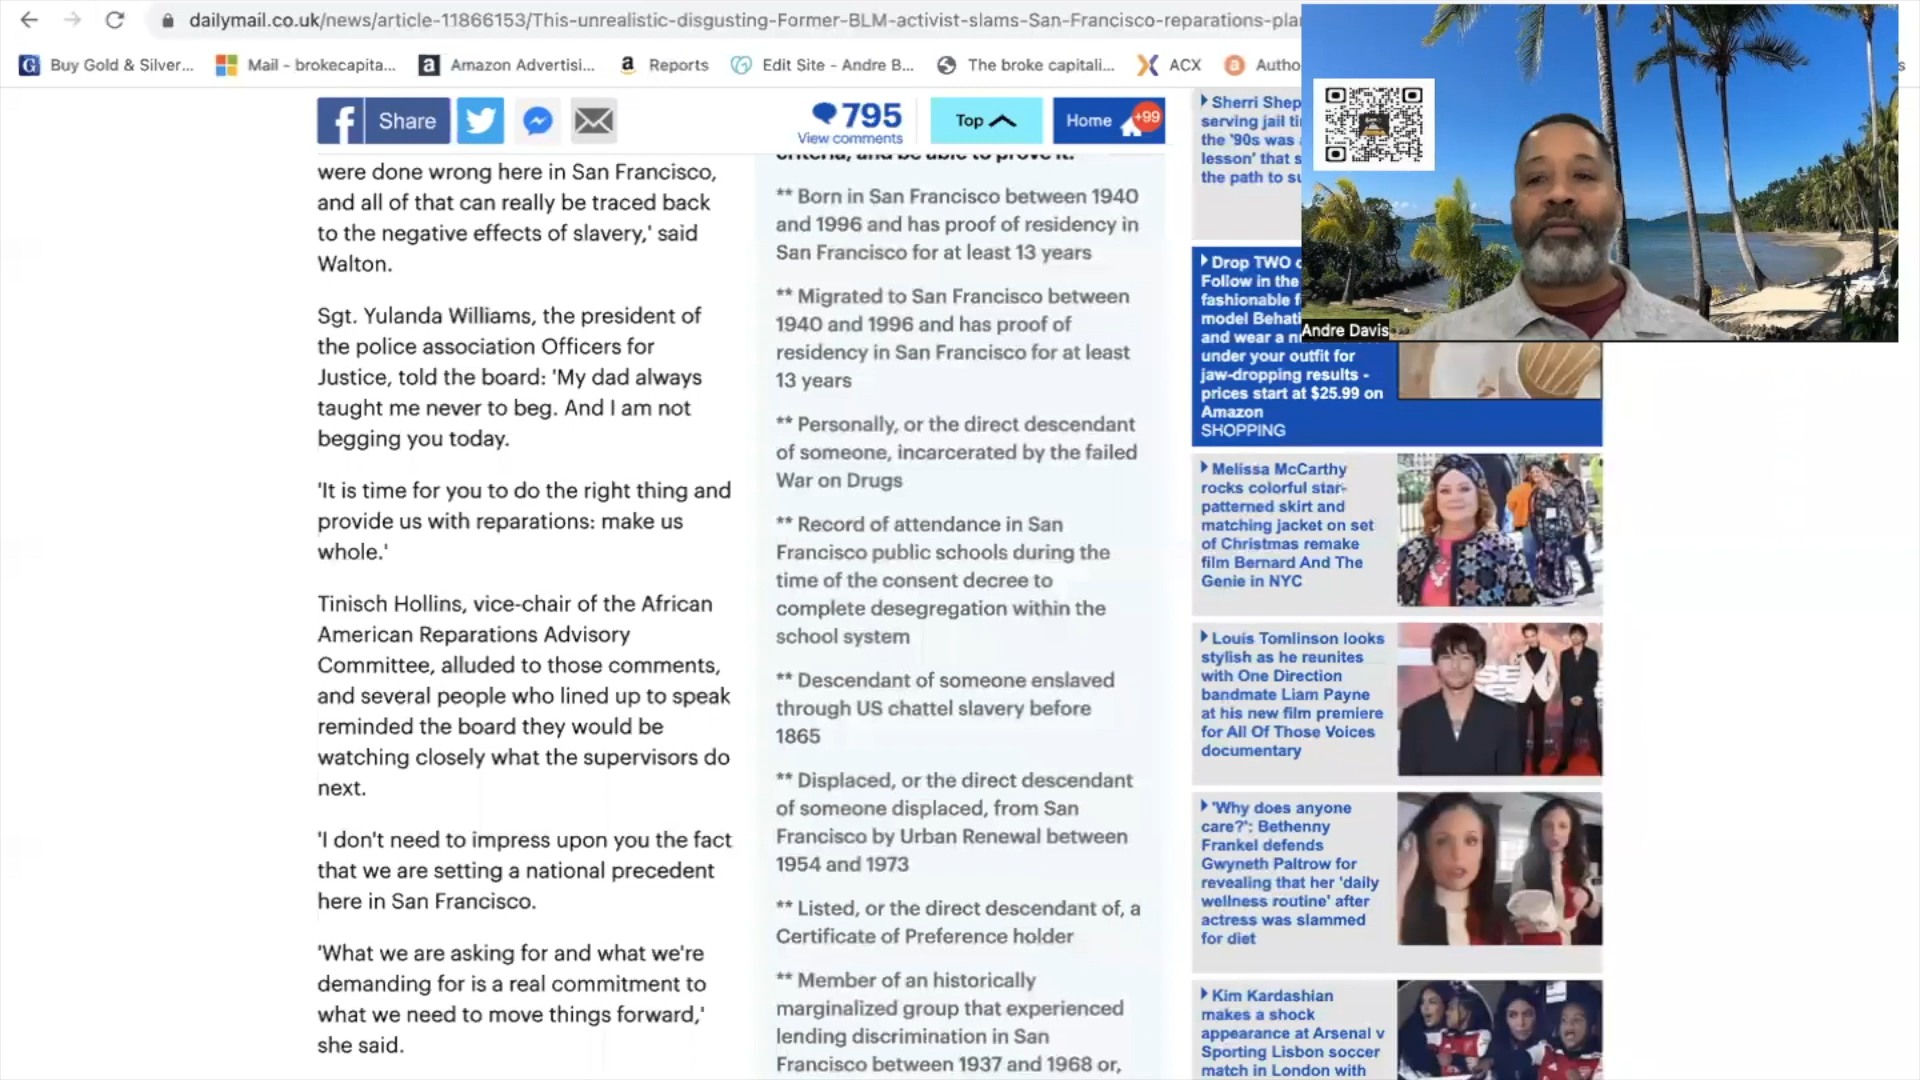 dailymail.co.uk/news/article-11866153/This-unrealistic-disgusting-Former-BLM-activist-slams-San-Francisco-reparations-plan
Buy Gold & Silver...
Mail - brokecapita...
Amazon Advertisi...
Reports
Edit Site - Andre B...
The broke capitali...
ACX
Share
795
View comments
Top
Home
+99
were done wrong here in San Francisco,
and all of that can really be traced back
to the negative effects of slavery,' said
Walton.
Sgt. Yulanda Williams, the president of
the police association Officers for
Justice, told the board: 'My dad always
taught me never to beg. And I am not
begging you today.
'It is time for you to do the right thing and
provide us with reparations: make us
whole.'
Tinisch Hollins, vice-chair of the African
American Reparations Advisory
Committee, alluded to those comments,
and several people who lined up to speak
reminded the board they would be
watching closely what the supervisors do
next.
'I don't need to impress upon you the fact
that we are setting a national precedent
here in San Francisco.
'What we are asking for and what we're
demanding for is a real commitment to
what we need to move things forward,'
she said.
criteria, and be able to prove it.
** Born in San Francisco between 1940
and 1996 and has proof of residency in
San Francisco for at least 13 years
** Migrated to San Francisco between
1940 and 1996 and has proof of
residency in San Francisco for at least
13 years
** Personally, or the direct descendant
of someone, incarcerated by the failed
War on Drugs
** Record of attendance in San
Francisco public schools during the
time of the consent decree to
complete desegregation within the
school system
** Descendant of someone enslaved
through US chattel slavery before
1865
** Displaced, or the direct descendant
of someone displaced, from San
Francisco by Urban Renewal between
1954 and 1973
** Listed, or the direct descendant of, a
Certificate of Preference holder
** Member of an historically
marginalized group that experienced
lending discrimination in San
Francisco between 1937 and 1968 or,
Sherri
serving jail
the '90s was
lesson' that
the path to
Drop TWO
Follow in the
fashionable
model
and wear a
under your outfit for
jaw-dropping results -
prices start at $25.99 on
Amazon
SHOPPING
Melissa McCarthy
rocks colorful star-
patterned skirt and
matching jacket on set
of Christmas remake
film Bernard And The
Genie in NYC
Louis Tomlinson looks
stylish as he reunites
with One Direction
bandmate Liam Payne
at his new film premiere
for All Of Those Voices
documentary
'Why does anyone
care?': Bethenny
Frankel defends
Gwyneth Paltrow for
revealing that her 'daily
wellness routine' after
actress was slammed
for diet
Kim Kardashian
makes a shock
appearance at Arsenal v
Sporting Lisbon soccer
match in London with
Andre Davis